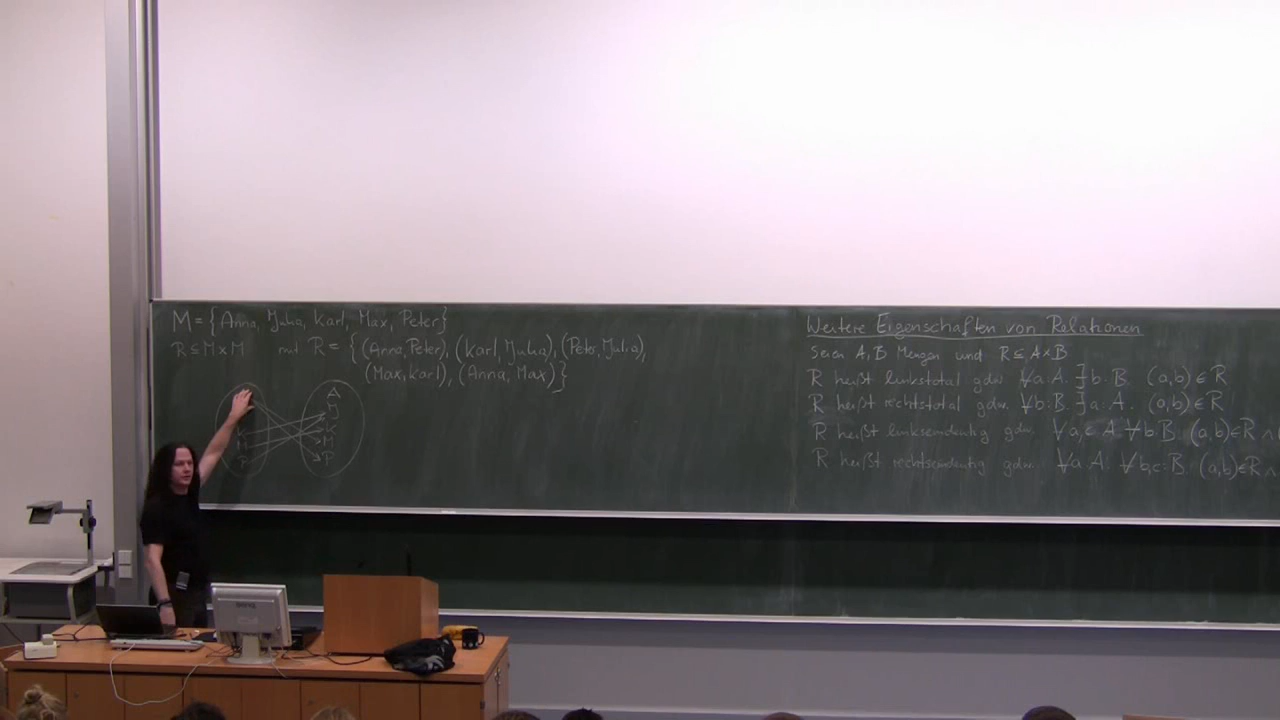 M = {Anna, Julia, Karl, Max, Peter}
R ⊆ M × M mit R = {(Anna, Peter), (Karl, Julia), (Peter, Julia),
(Max, Karl), (Anna, Max)}
A
J
K
M
P
Weitere Eigenschaften von Relationen
Seien A, B Mengen und R ⊆ A×B
R heißt linkstotal gdw. ∀a:A. ∃b:B. (a,b) ∈ R
R heißt rechtstotal gdw. ∀b:B. ∃a:A. (a,b) ∈ R
R heißt linkseindeutig gdw. ∀a,c:A. ∀b:B. (a,b) ∈ R ∧
R heißt rechtseindeutig gdw. ∀a:A. ∀b,c:B. (a,b) ∈ R ∧